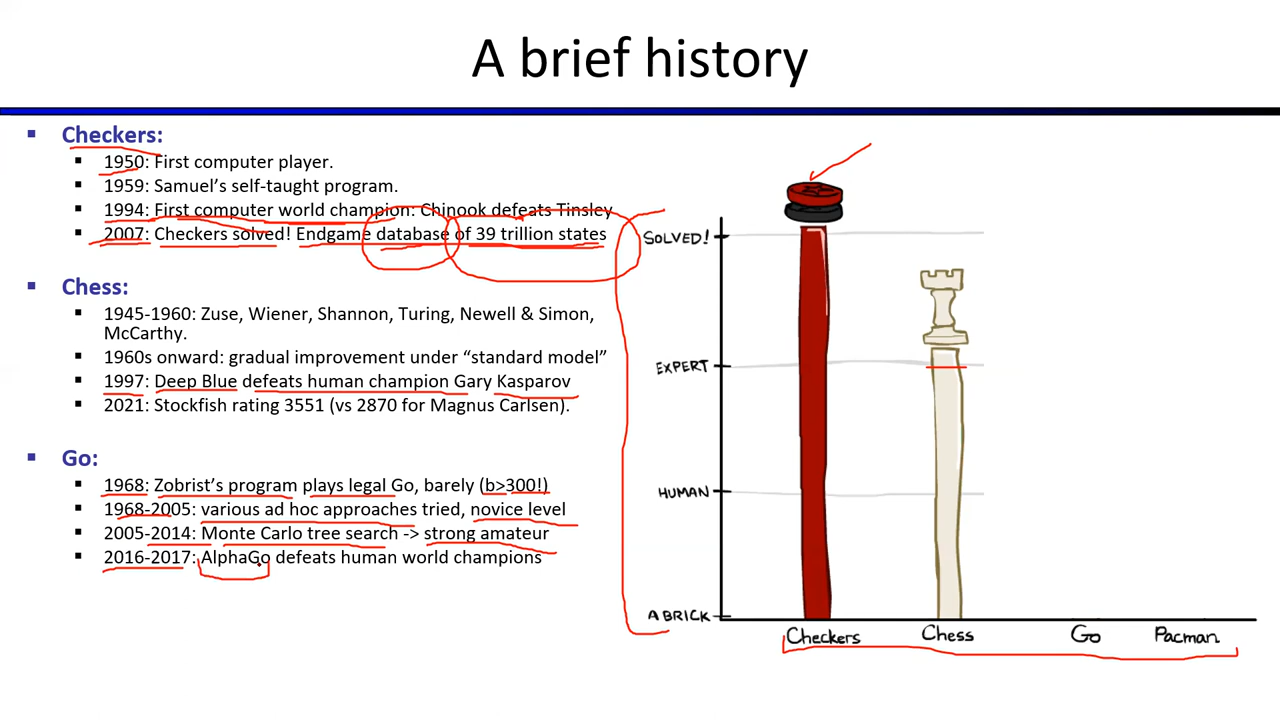 A brief history
Checkers:
1950: First computer player.
1959: Samuel's self-taught program.
1994: First computer world champion: Chinook defeats Tinsley
2007: Checkers solved! Endgame database of 39 trillion states
Chess:
1945-1960: Zuse, Wiener, Shannon, Turing, Newell & Simon,
McCarthy.
1960s onward: gradual improvement under “standard model”
1997: Deep Blue defeats human champion Gary Kasparov
2021: Stockfish rating 3551 (vs 2870 for Magnus Carlsen).
Go:
1968: Zobrist's program plays legal Go, barely (b>300!)
1968-2005: various ad hoc approaches tried, novice level
2005-2014: Monte Carlo tree search -> strong amateur
2016-2017: AlphaGo defeats human world champions
SOLVED!
EXPERT
HUMAN
A BRICK
Checkers
Chess
Go
Pacman